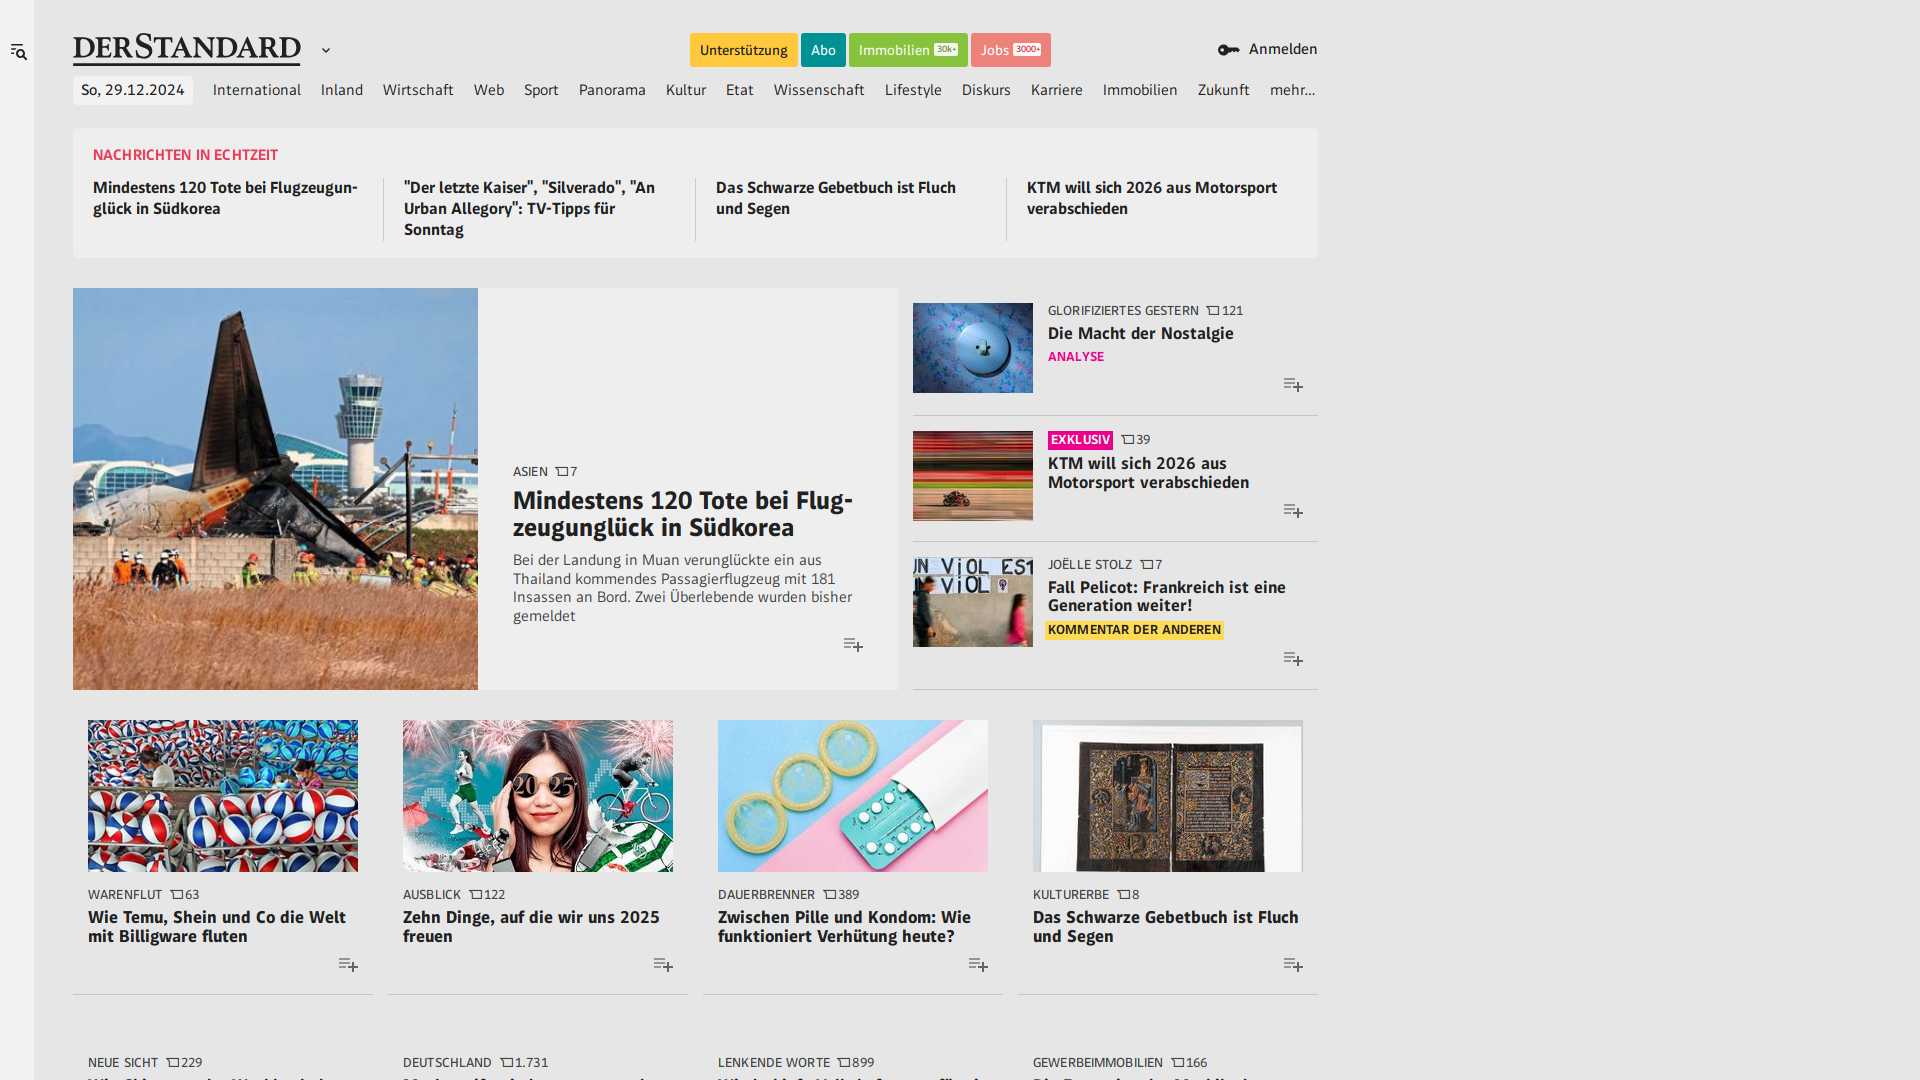 DERSTANDARD
Unterstützung
Abo
Immobilien 30k+
Jobs 3000+
Anmelden
So, 29.12.2024
International
Inland
Wirtschaft
Web
Sport
Panorama
Kultur
Etat
Wissenschaft
Lifestyle
Diskurs
Karriere
Immobilien
Zukunft
mehr...
NACHRICHTEN IN ECHTZEIT
Mindestens 120 Tote bei Flugzeugun-
glück in Südkorea
"Der letzte Kaiser", "Silverado", "An
Urban Allegory": TV-Tipps für
Sonntag
Das Schwarze Gebetbuch ist Fluch
und Segen
KTM will sich 2026 aus Motorsport
verabschieden
ASIEN 7
Mindestens 120 Tote bei Flug-
zeugunglück in Südkorea
Bei der Landung in Muan verunglückte ein aus
Thailand kommendes Passagierflugzeug mit 181
Insassen an Bord. Zwei Überlebende wurden bisher
gemeldet
GLORIFIZIERTES GESTERN 121
Die Macht der Nostalgie
ANALYSE
EXKLUSIV 39
KTM will sich 2026 aus
Motorsport verabschieden
UN VIOL EST
VIOL
JOËLLE STOLZ 7
Fall Pelicot: Frankreich ist eine
Generation weiter!
KOMMENTAR DER ANDEREN
WARENFLUT 63
Wie Temu, Shein und Co die Welt
mit Billigware fluten
2025
AUSBLICK 122
Zehn Dinge, auf die wir uns 2025
freuen
DAUERBRENNER 389
Zwischen Pille und Kondom: Wie
funktioniert Verhütung heute?
KULTURERBE 8
Das Schwarze Gebetbuch ist Fluch
und Segen
NEUE SICHT 229
DEUTSCHLAND 1.731
LENKENDE WORTE 899
GEWERBEIMMOBILIEN 166